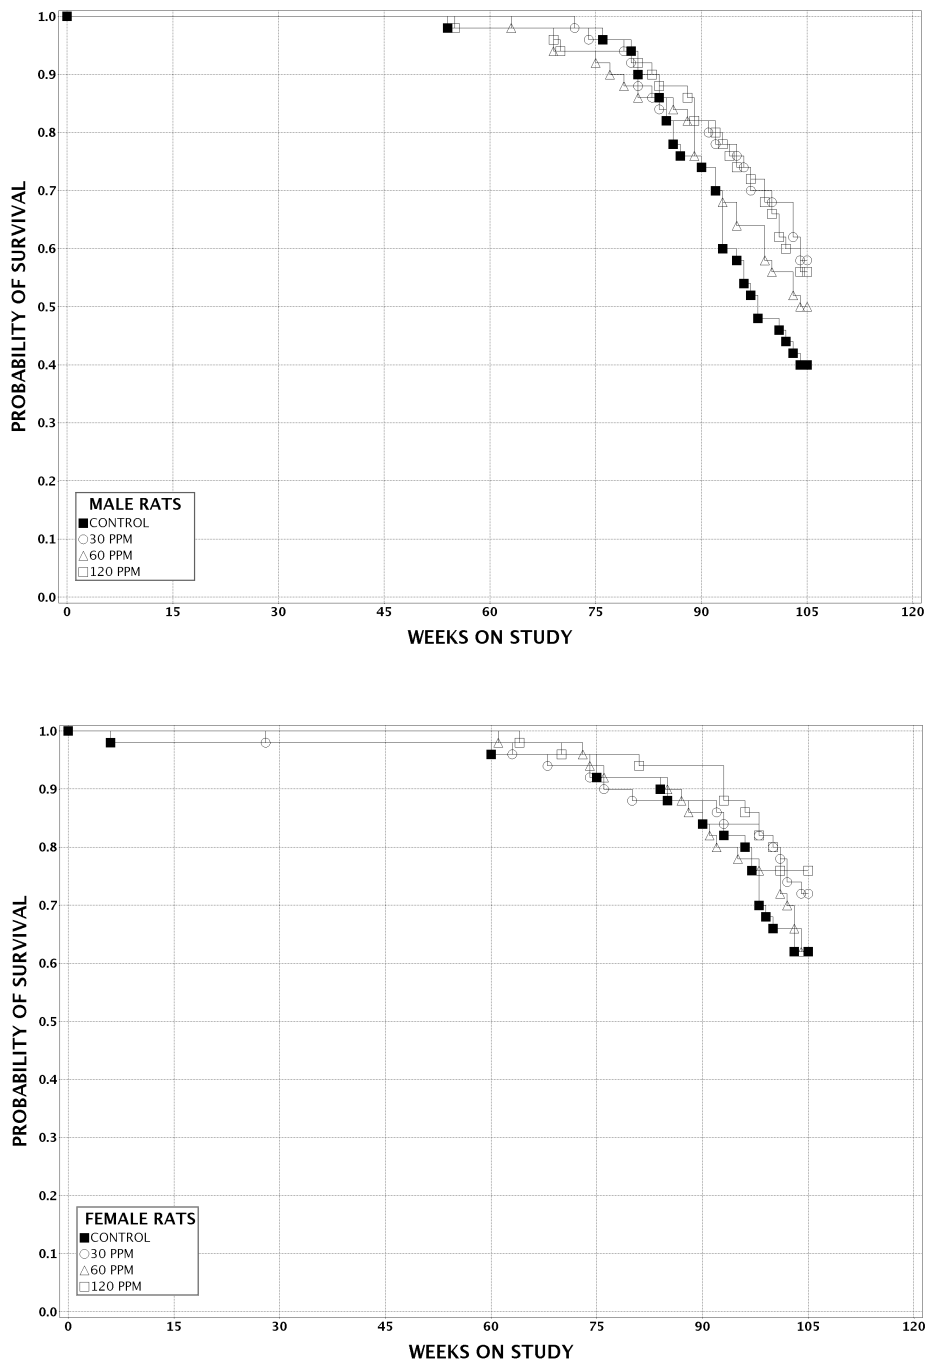 1.0
0.9
0.8
0.7
0.6
0.5
0.4
0.3
0.2
0.1
0.0
PROBABILITY OF SURVIVAL
MALE RATS
CONTROL
30 PPM
60 PPM
120 PPM
0 15 30 45 60 75 90 105 120
WEEKS ON STUDY
1.0
0.9
0.8
0.7
0.6
0.5
0.4
0.3
0.2
0.1
0.0
PROBABILITY OF SURVIVAL
FEMALE RATS
CONTROL
30 PPM
60 PPM
120 PPM
0 15 30 45 60 75 90 105 120
WEEKS ON STUDY